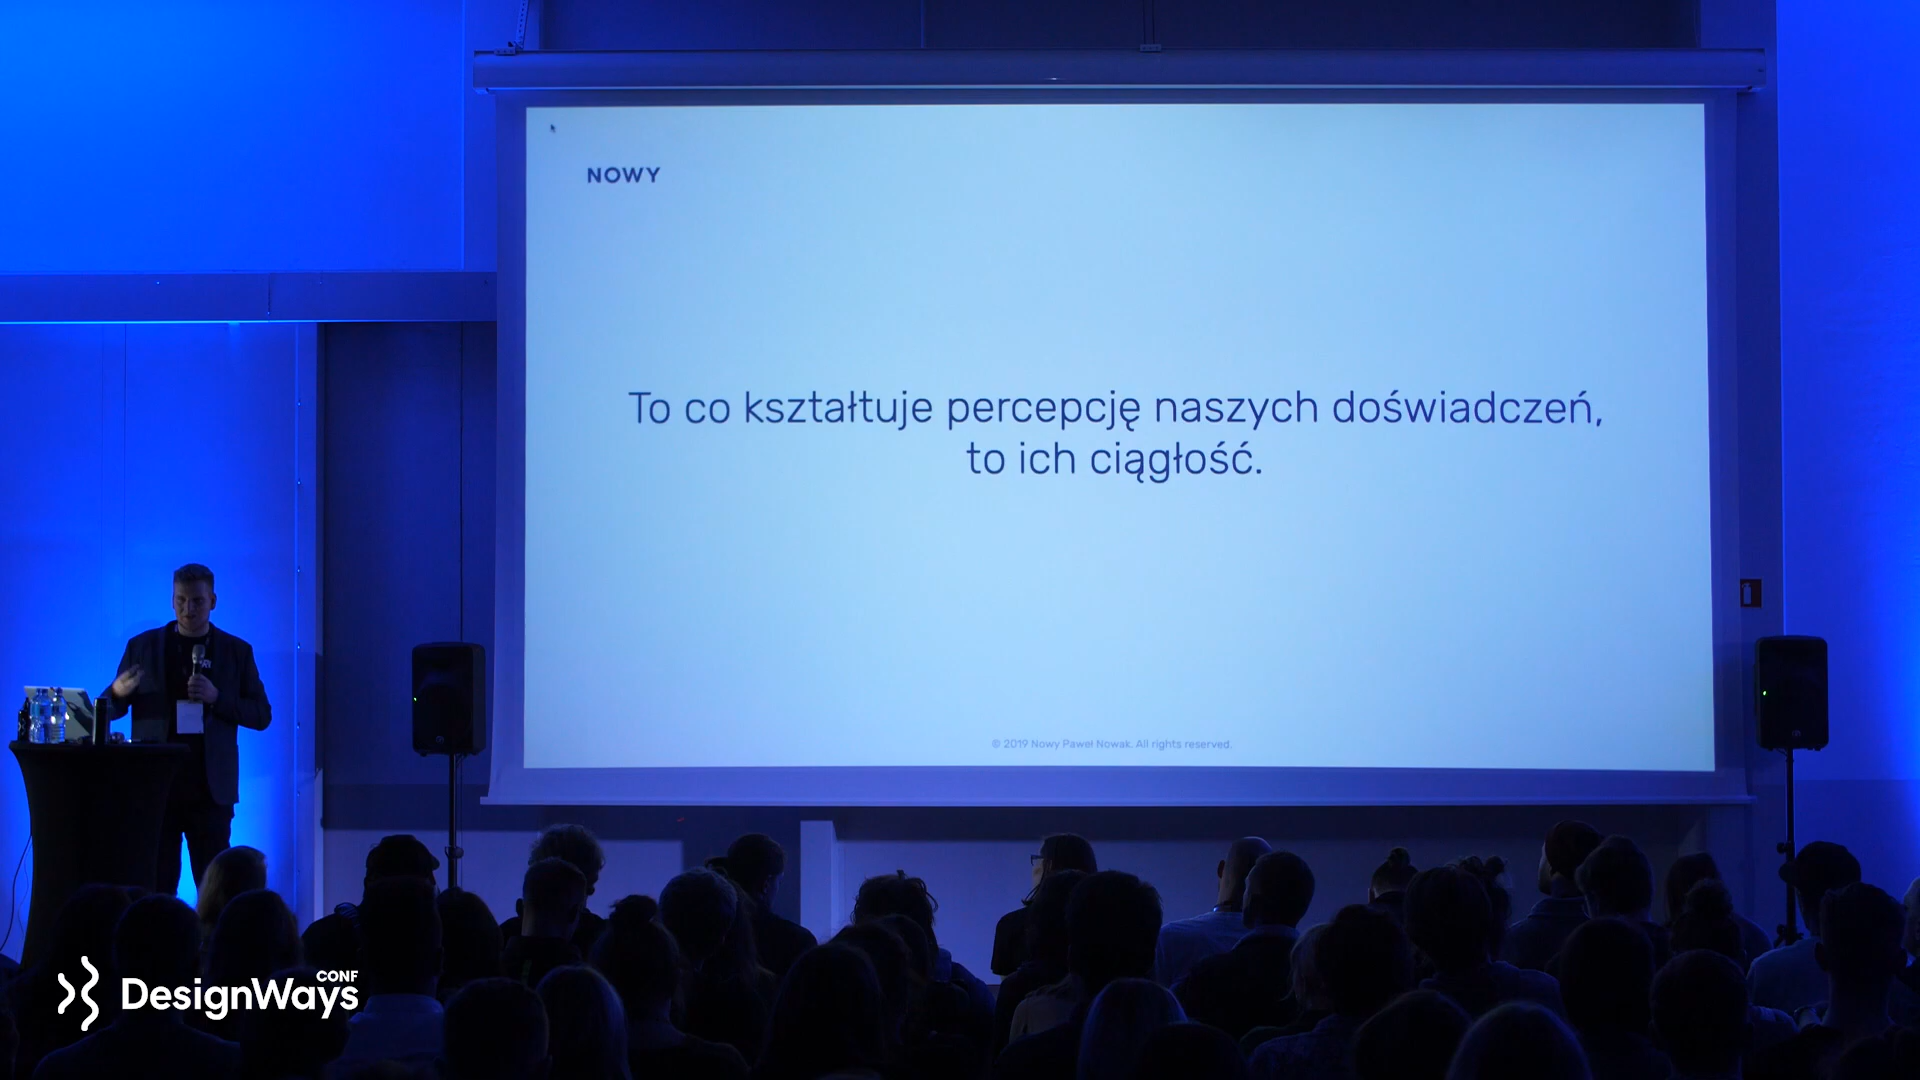 NOWY
To co kształtuje percepcję naszych doświadczeń,
to ich ciągłość.
© 2019 Nowy Paweł Nowak. All rights reserved.
DesignWays CONF